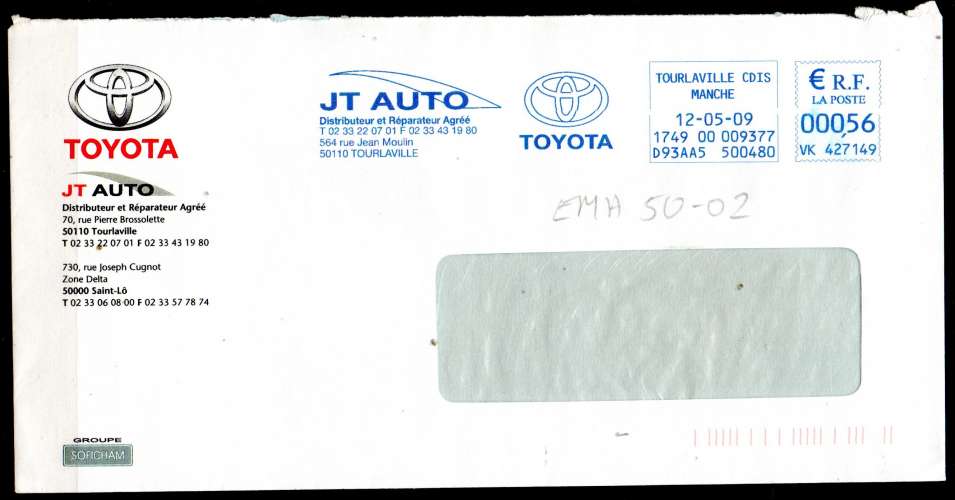 TOYOTA
JT AUTO
Distributeur et Réparateur Agréé
70, rue Pierre Brossolette
50110 Tourlaville
T 02 33 22 07 01 F 02 33 43 19 80
730, rue Joseph Cugnot
Zone Delta
50000 Saint-Lô
T 02 33 06 08 00 F 02 33 57 78 74
GROUPE
SOFICHAM
JT AUTO
Distributeur et Réparateur Agréé
T 02 33 22 07 01 F 02 33 43 19 80
564 rue Jean Moulin
50110 TOURLAVILLE
TOYOTA
TOURLAVILLE CDIS
MANCHE
12-05-09
1749 00 009377
D93AA5 500480
€ R.F.
LA POSTE
000,56
VK 427149
EMA 50-02